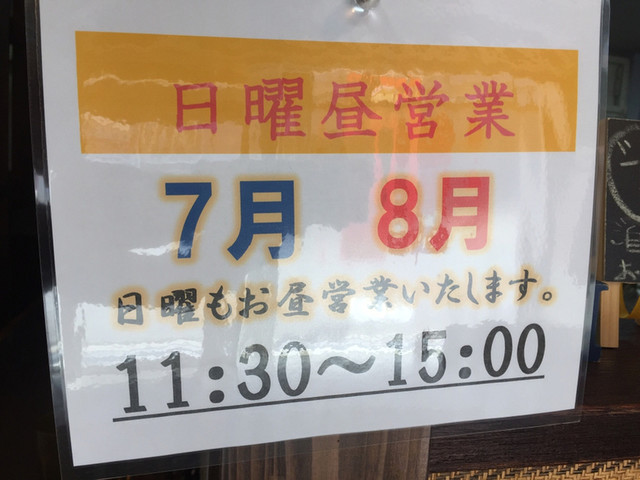 日曜昼営業
7月 8月
日曜もお昼営業いたします。
11:30～15:00